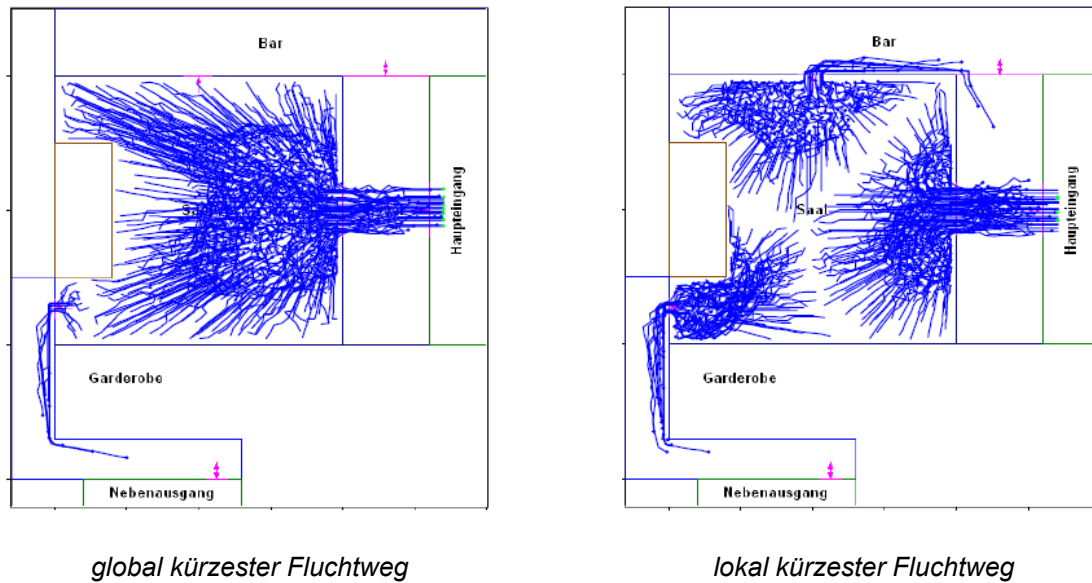 Bar
Saal
Haupteingang
Garderobe
Nebenausgang
global kürzester Fluchtweg
Bar
Saal
Haupteingang
Garderobe
Nebenausgang
lokal kürzester Fluchtweg